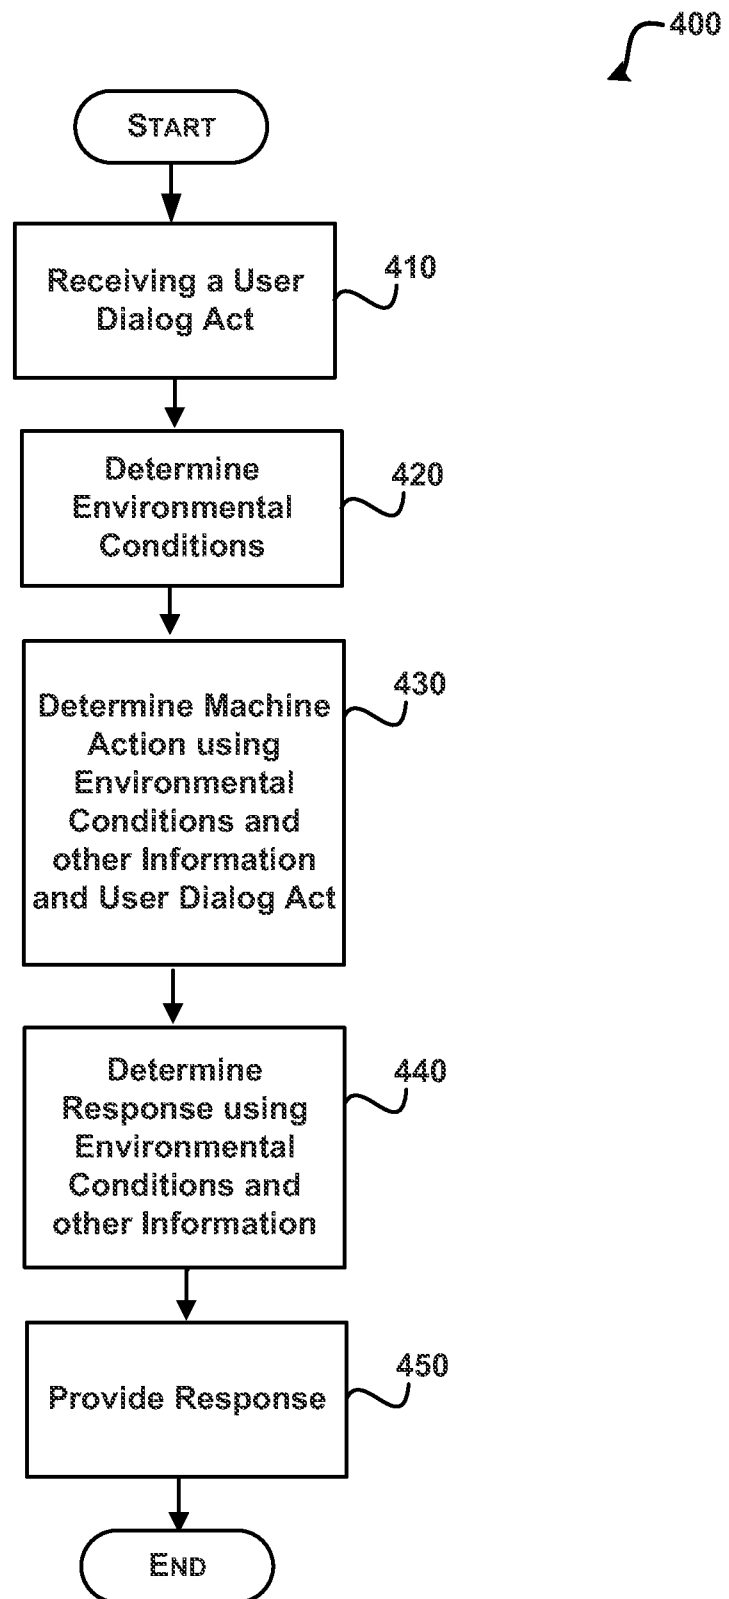 400
START
Receiving a User
Dialog Act
410
Determine
Environmental
Conditions
420
Determine Machine
Action using
Environmental
Conditions and
other Information
and User Dialog Act
430
Determine
Response using
Environmental
Conditions and
other Information
440
Provide Response
450
END